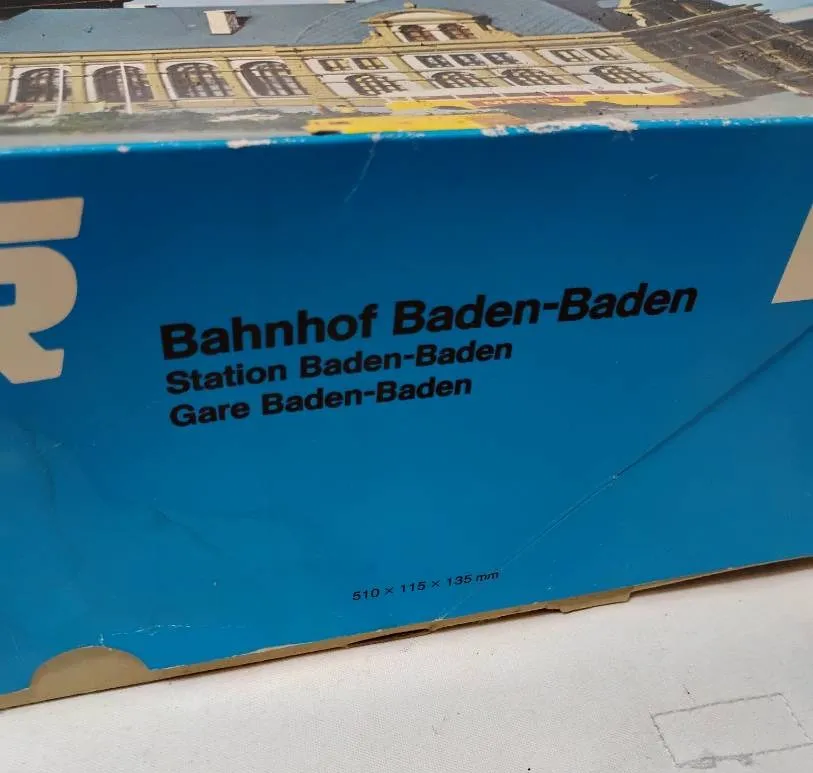 R
Bahnhof Baden-Baden
Station Baden-Baden
Gare Baden-Baden
510 × 115 × 135 mm